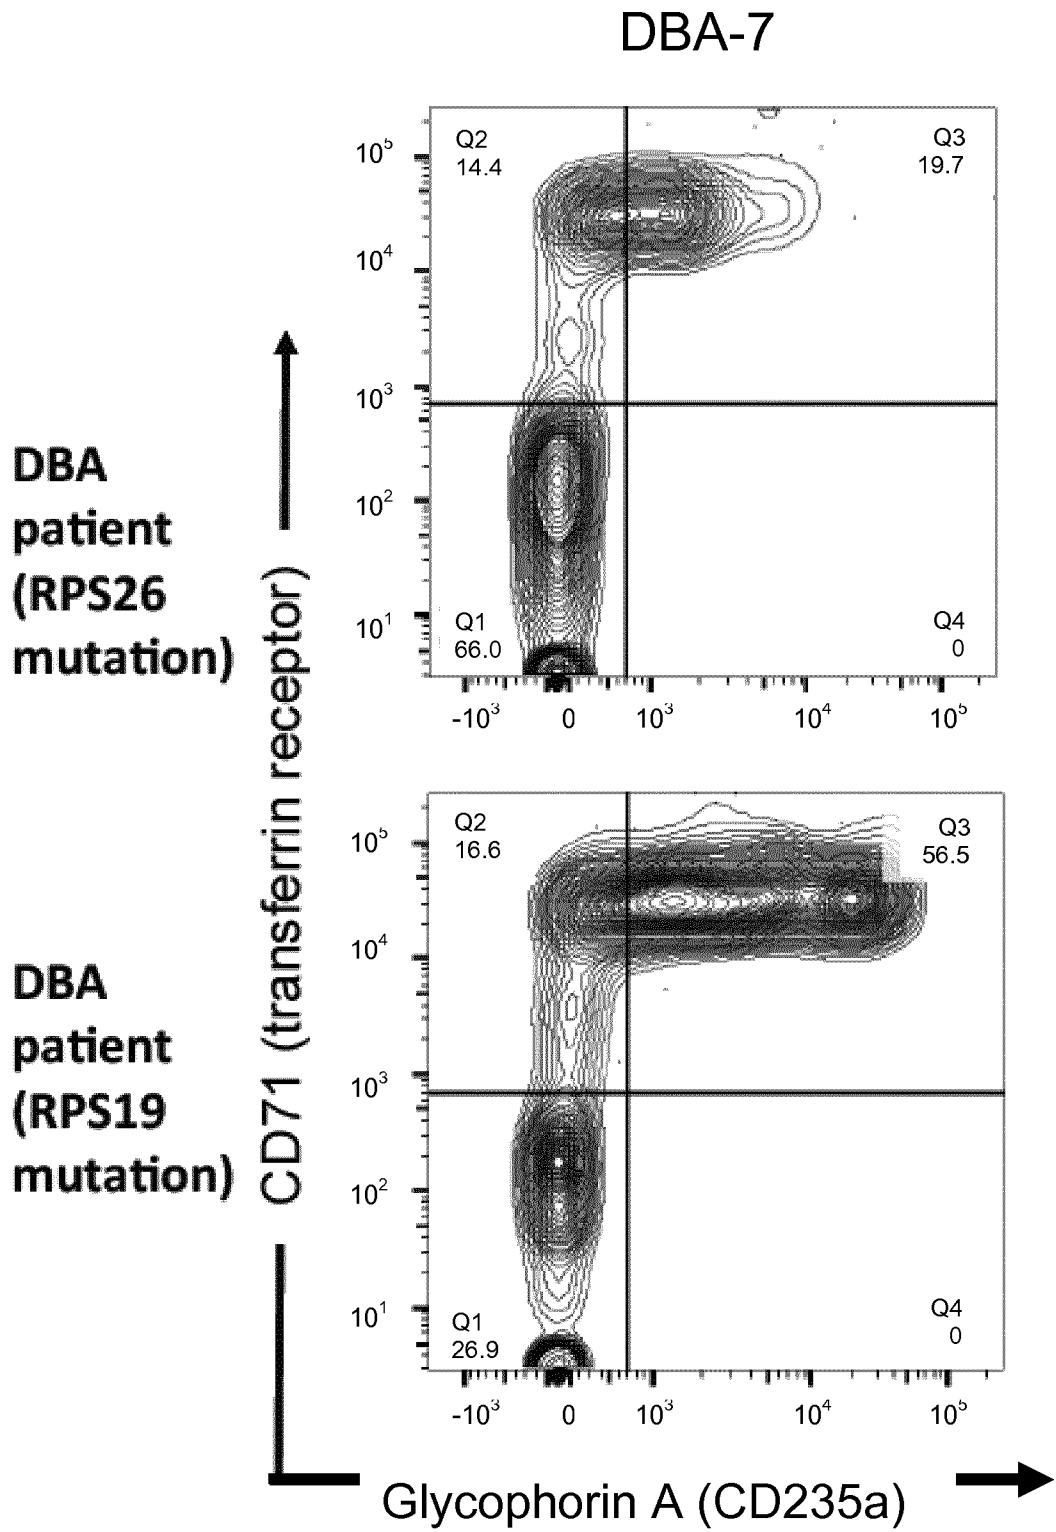 DBA-7
DBA
patient
(RPS26
mutation)
DBA
patient
(RPS19
mutation)
CD71 (transferrin receptor)
Q2
14.4
Q3
19.7
Q1
66.0
Q4
0
10⁵
10⁴
10³
10²
10¹
-10³ 0 10³ 10⁴ 10⁵
Q2
16.6
Q3
56.5
Q1
26.9
Q4
0
10⁵
10⁴
10³
10²
10¹
-10³ 0 10³ 10⁴ 10⁵
Glycophorin A (CD235a)